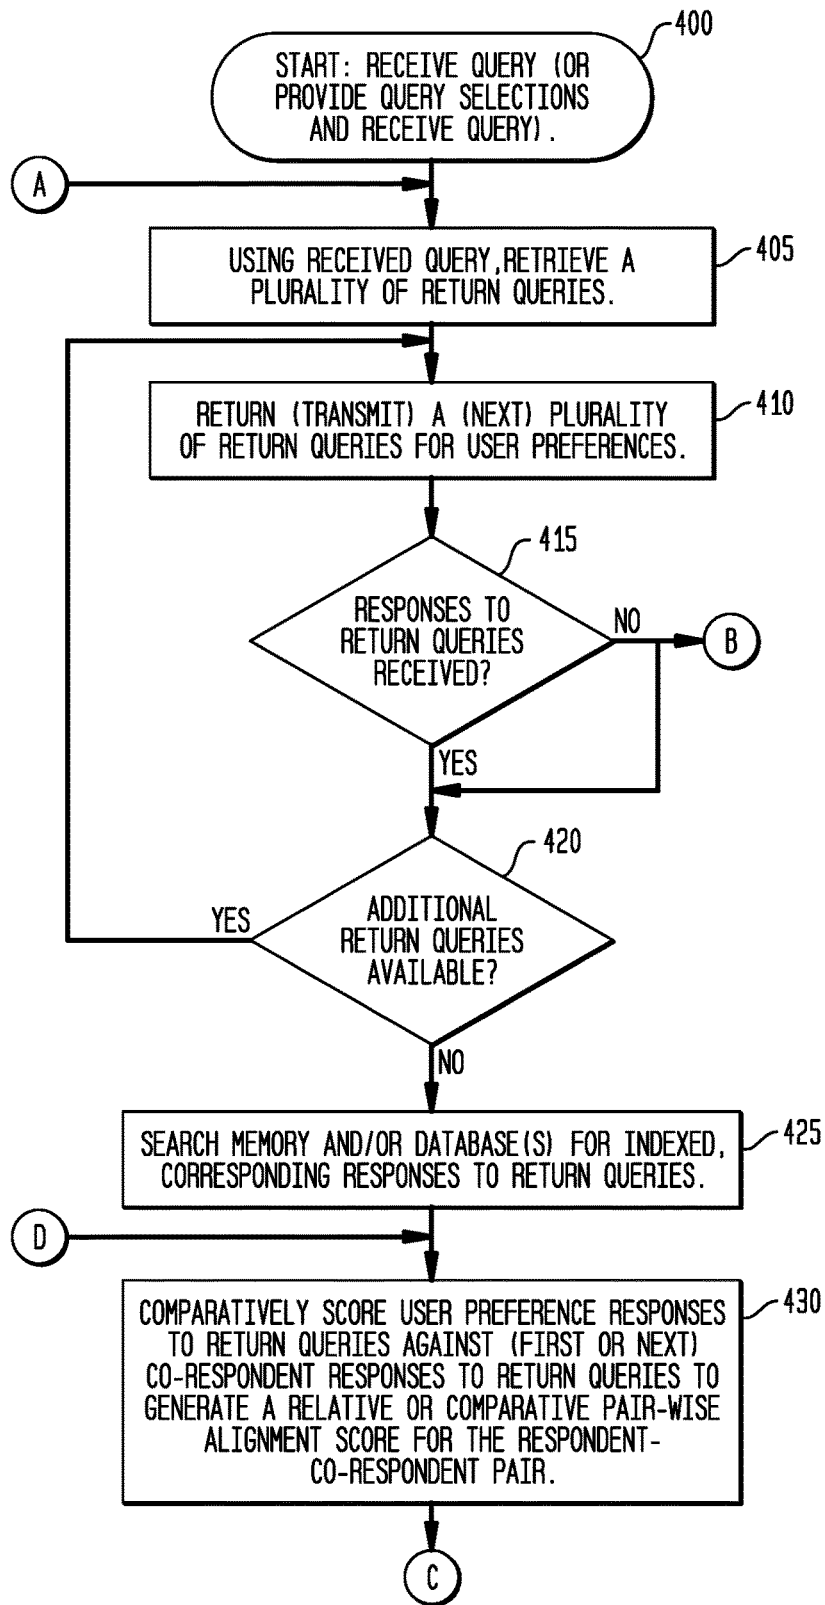 400
START: RECEIVE QUERY (OR
PROVIDE QUERY SELECTIONS
AND RECEIVE QUERY).
A
405
USING RECEIVED QUERY,RETRIEVE A
PLURALITY OF RETURN QUERIES.
410
RETURN (TRANSMIT) A (NEXT) PLURALITY
OF RETURN QUERIES FOR USER PREFERENCES.
415
RESPONSES TO
RETURN QUERIES
RECEIVED?
NO
B
YES
420
ADDITIONAL
RETURN QUERIES
AVAILABLE?
YES
NO
425
SEARCH MEMORY AND/OR DATABASE(S) FOR INDEXED,
CORRESPONDING RESPONSES TO RETURN QUERIES.
D
430
COMPARATIVELY SCORE USER PREFERENCE RESPONSES
TO RETURN QUERIES AGAINST (FIRST OR NEXT)
CO-RESPONDENT RESPONSES TO RETURN QUERIES TO
GENERATE A RELATIVE OR COMPARATIVE PAIR-WISE
ALIGNMENT SCORE FOR THE RESPONDENT-
CO-RESPONDENT PAIR.
C